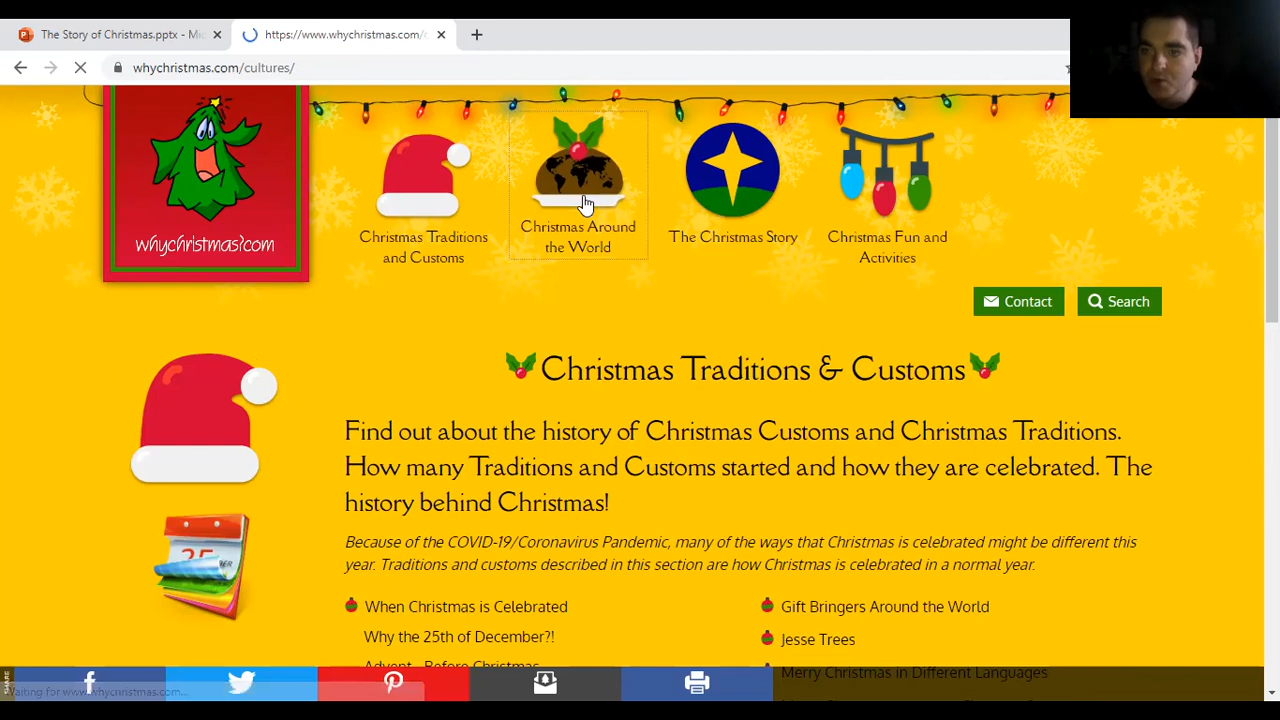 The Story of Christmas.pptx - Mic
https://www.whychristmas.com/
whychristmas.com/cultures/
whychristmas?com
Christmas Traditions
and Customs
Christmas Around
the World
The Christmas Story
Christmas Fun and
Activities
Contact
Search
Christmas Traditions & Customs
Find out about the history of Christmas Customs and Christmas Traditions.
How many Traditions and Customs started and how they are celebrated. The
history behind Christmas!
Because of the COVID-19/Coronavirus Pandemic, many of the ways that Christmas is celebrated might be different this
year. Traditions and customs described in this section are how Christmas is celebrated in a normal year.
25
When Christmas is Celebrated
Why the 25th of December?!
Advent - Before Christmas
Gift Bringers Around the World
Jesse Trees
Merry Christmas in Different Languages
SHARE
Waiting for www.whychristmas.com...